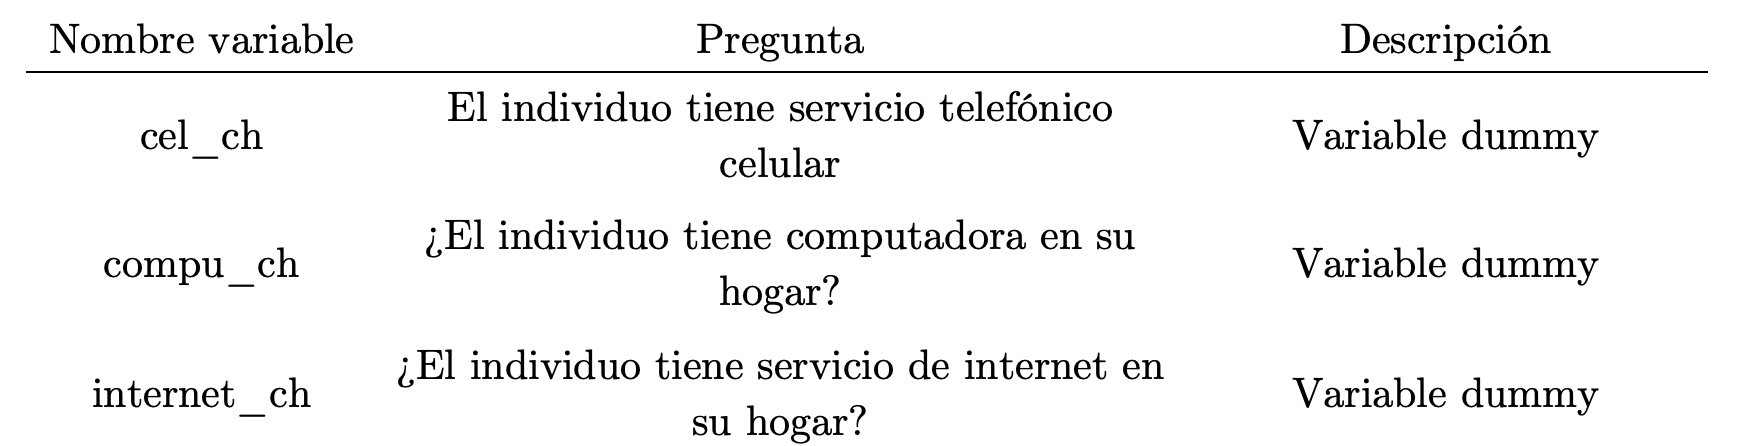 Nombre variable Pregunta Descripción
El individuo tiene servicio telefónico
cel_ch Variable dummy
celular
¿El individuo tiene computadora en su
compu_ch Variable dummy
hogar?
¿El individuo tiene servicio de internet en
internet_ch Variable dummy
su hogar?